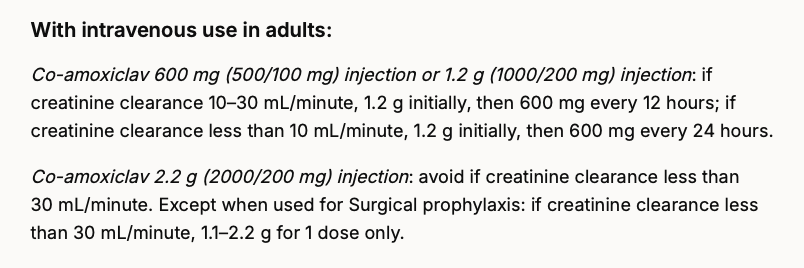 With intravenous use in adults:
Co-amoxiclav 600 mg (500/100 mg) injection or 1.2 g (1000/200 mg) injection: if
creatinine clearance 10–30 mL/minute, 1.2 g initially, then 600 mg every 12 hours; if
creatinine clearance less than 10 mL/minute, 1.2 g initially, then 600 mg every 24 hours.
Co-amoxiclav 2.2 g (2000/200 mg) injection: avoid if creatinine clearance less than
30 mL/minute. Except when used for Surgical prophylaxis: if creatinine clearance less
than 30 mL/minute, 1.1–2.2 g for 1 dose only.